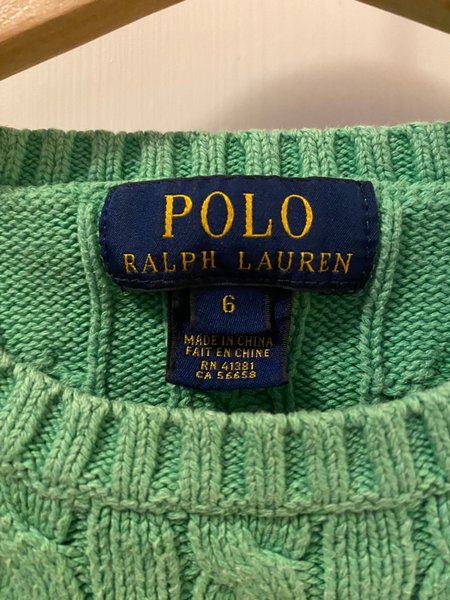 POLO
RALPH LAUREN
6
MADE IN CHINA
FAIT EN CHINE
RN 41381
CA 56658